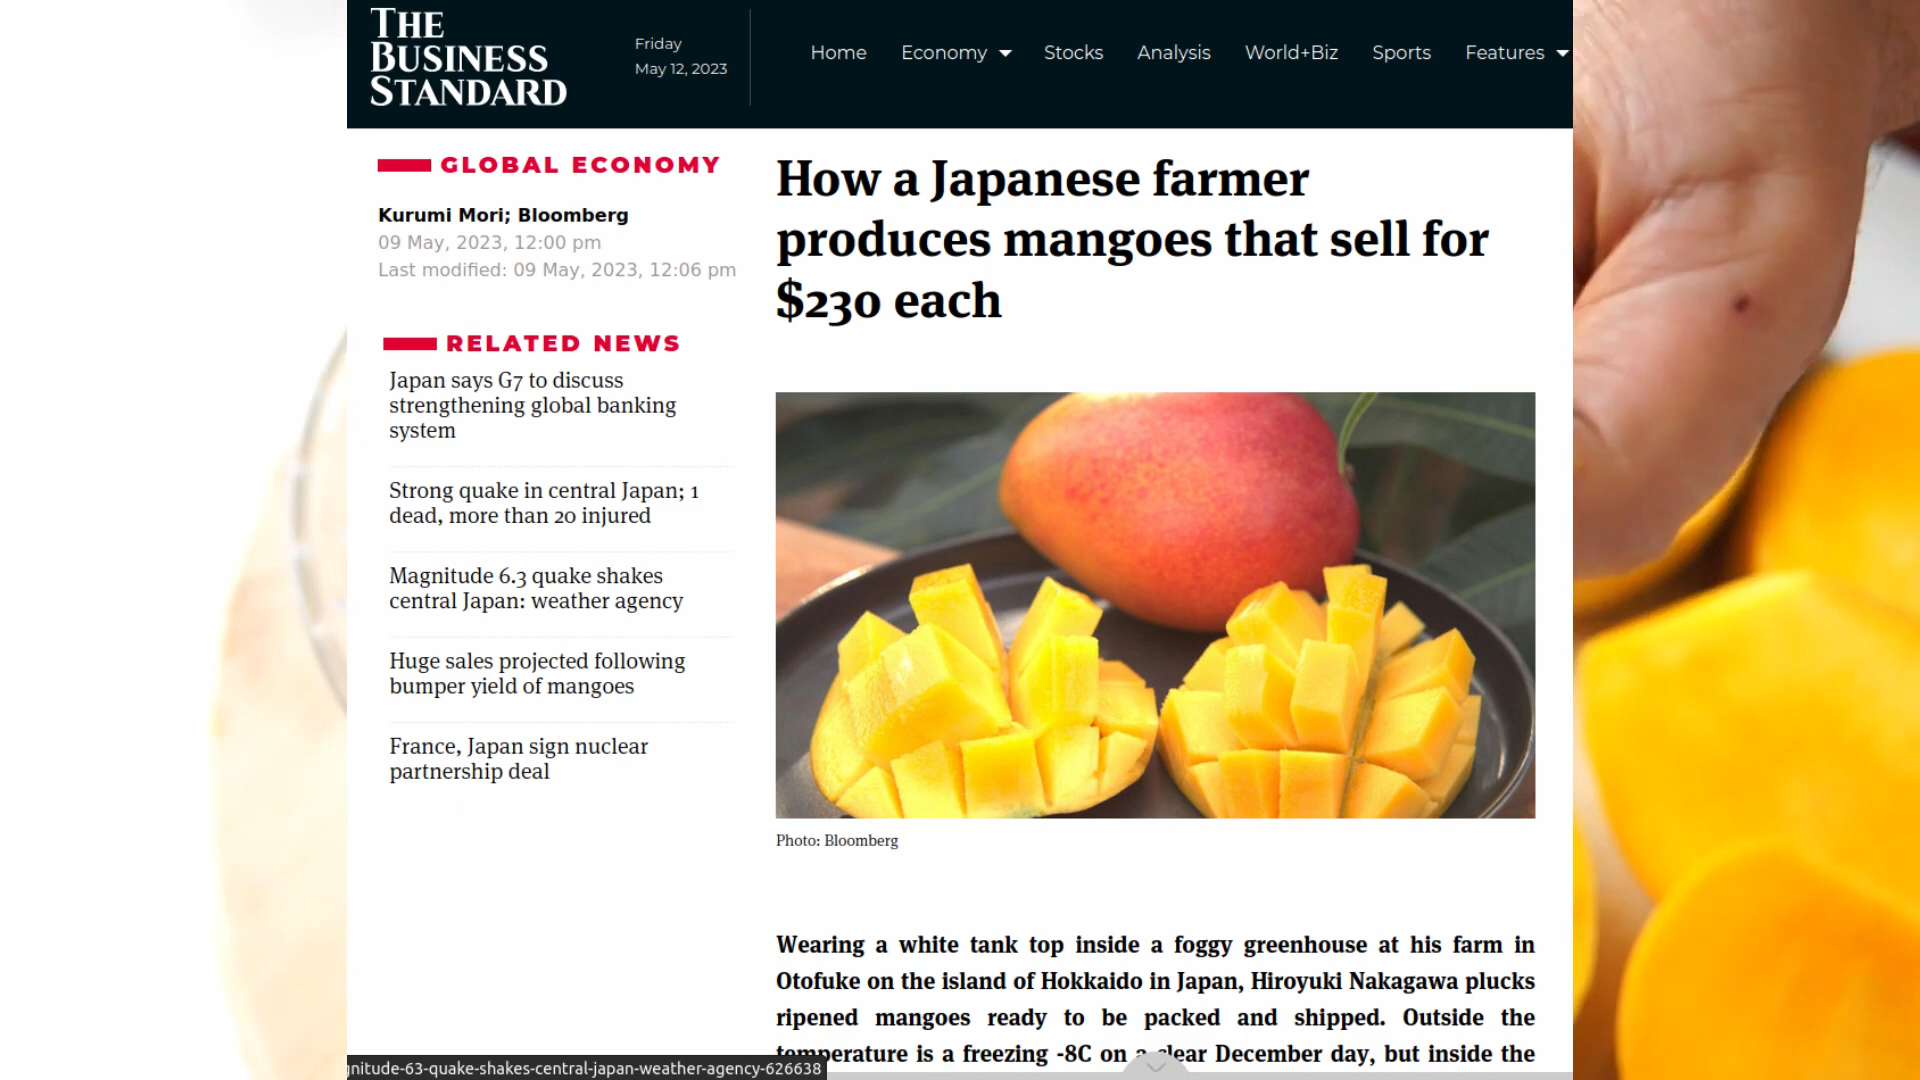 THE
BUSINESS
STANDARD
Friday
May 12, 2023
Home Economy Stocks Analysis World+Biz Sports Features
GLOBAL ECONOMY
Kurumi Mori; Bloomberg
09 May, 2023, 12:00 pm
Last modified: 09 May, 2023, 12:06 pm
RELATED NEWS
Japan says G7 to discuss
strengthening global banking
system
Strong quake in central Japan; 1
dead, more than 20 injured
Magnitude 6.3 quake shakes
central Japan: weather agency
Huge sales projected following
bumper yield of mangoes
France, Japan sign nuclear
partnership deal
How a Japanese farmer
produces mangoes that sell for
$230 each
Photo: Bloomberg
Wearing a white tank top inside a foggy greenhouse at his farm in
Otofuke on the island of Hokkaido in Japan, Hiroyuki Nakagawa plucks
ripened mangoes ready to be packed and shipped. Outside the
temperature is a freezing -8C on a clear December day, but inside the
gnitude-63-quake-shakes-central-japan-weather-agency-626638